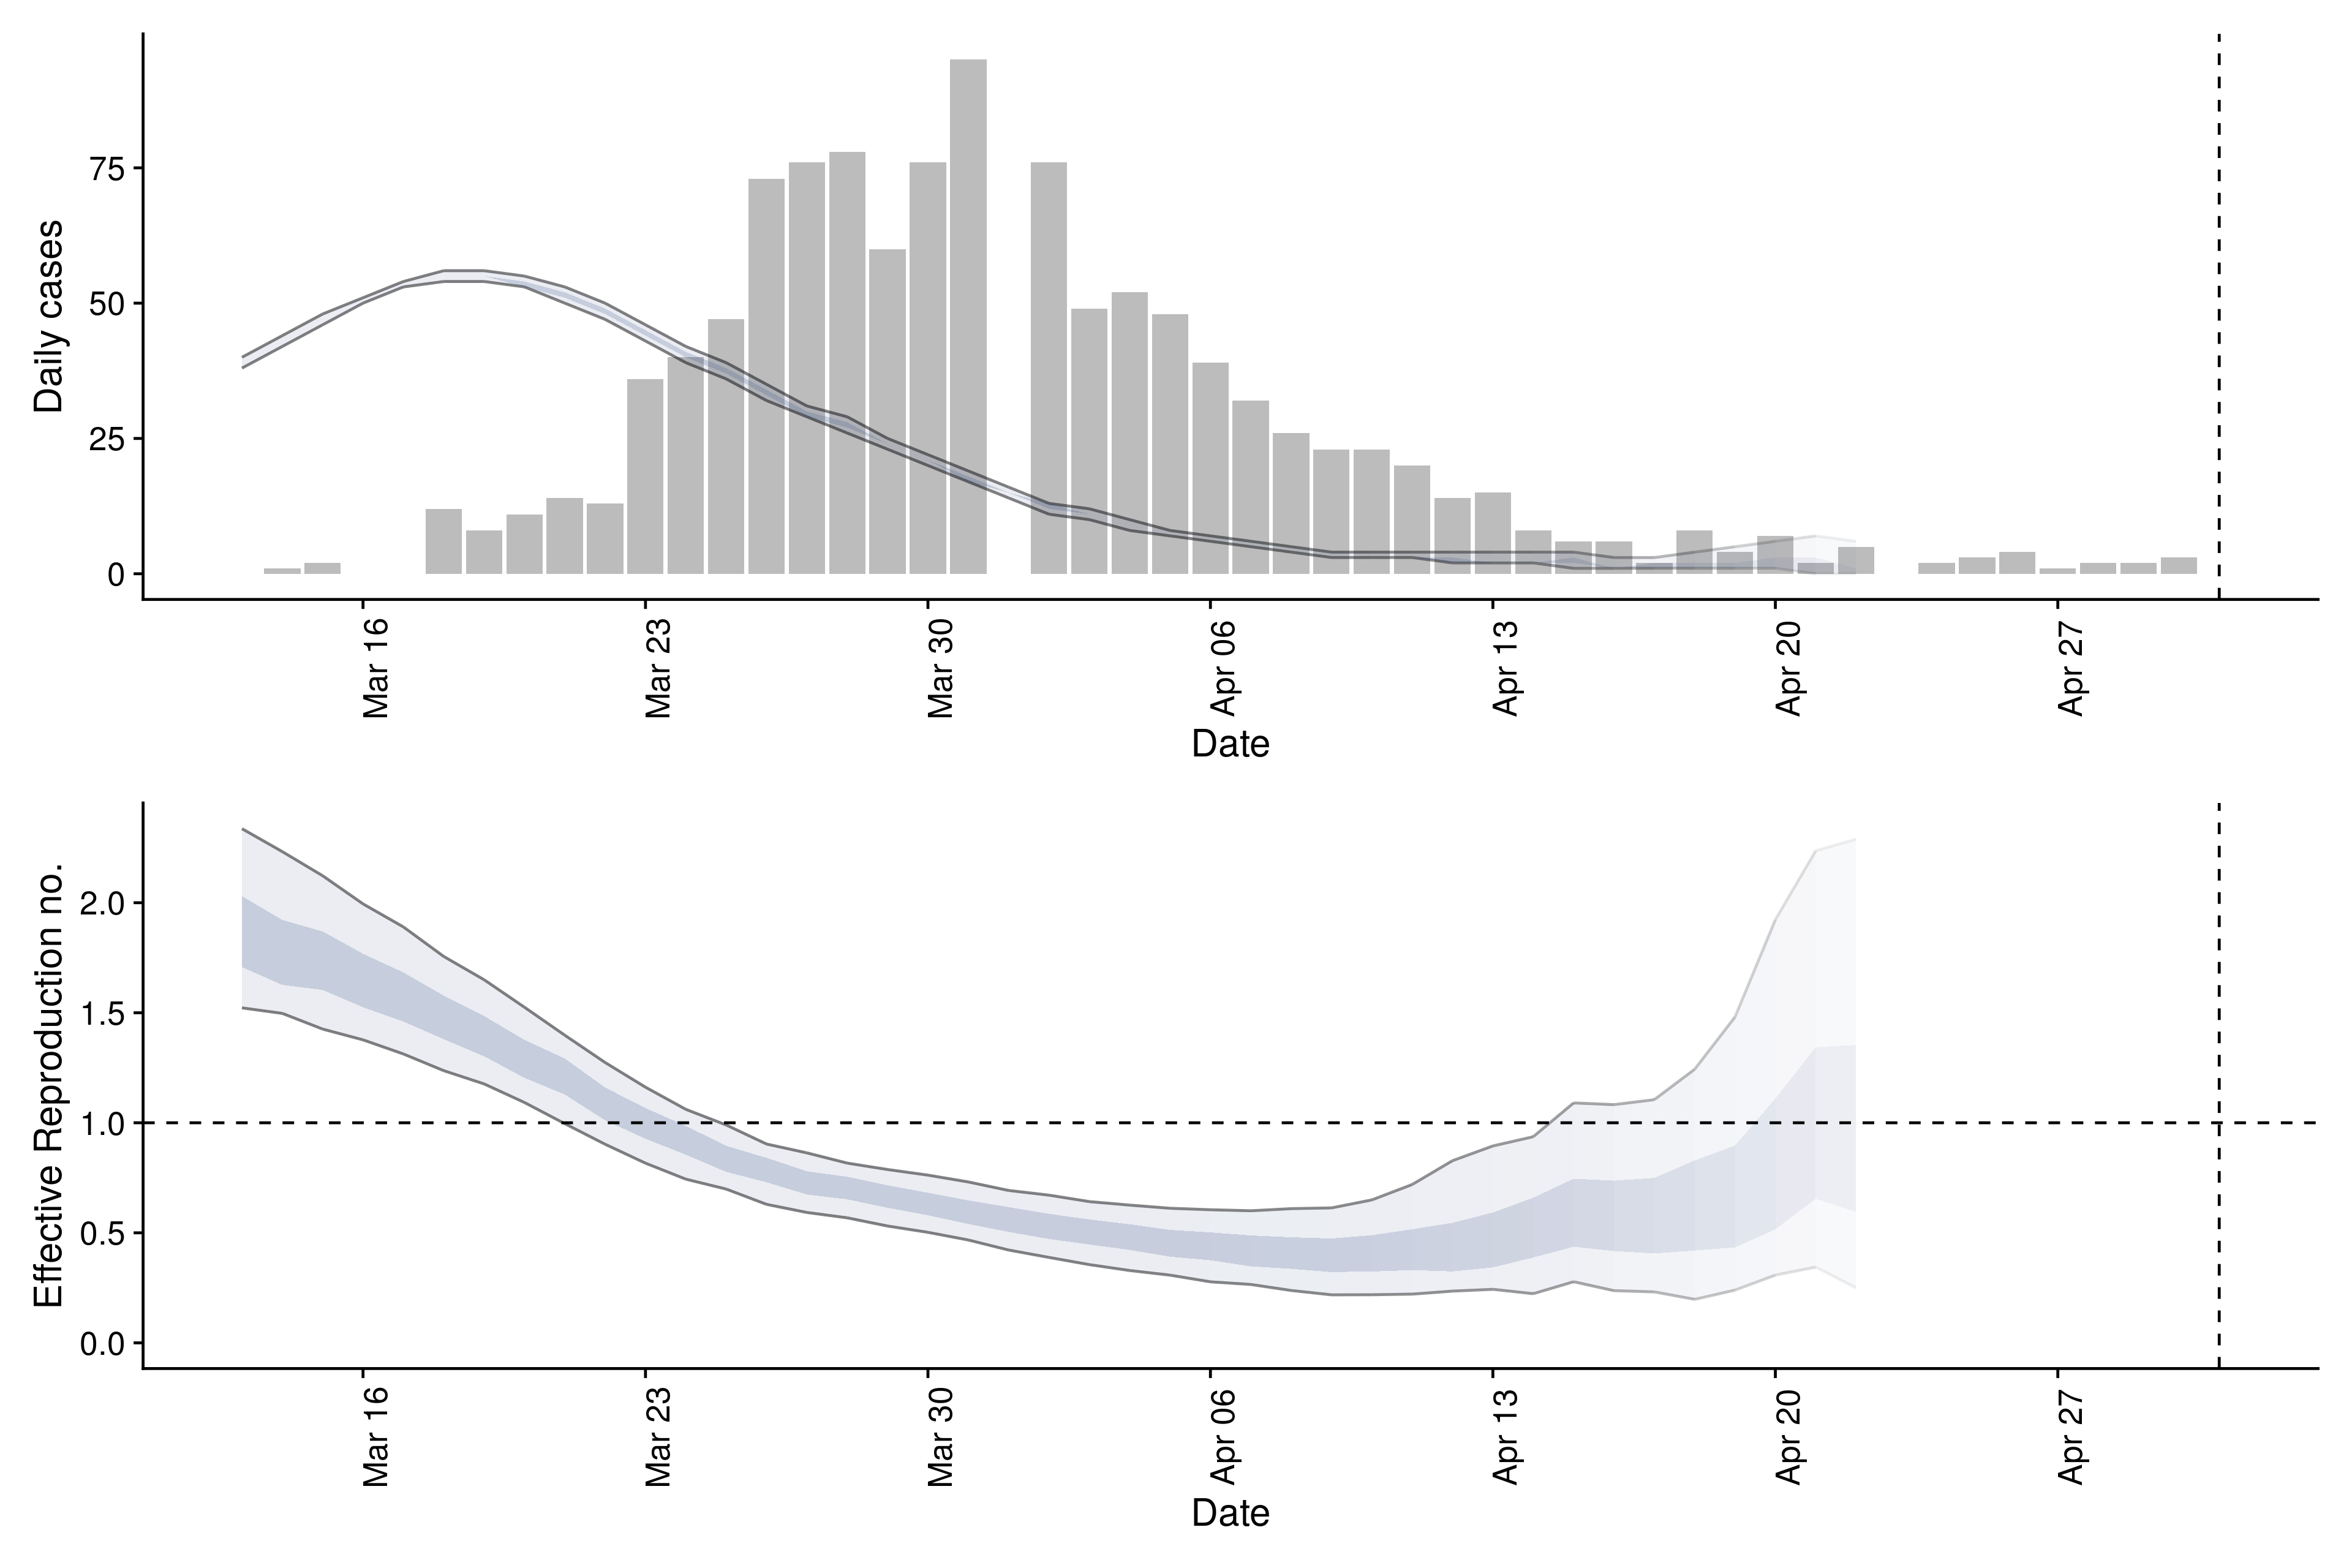 Daily cases
75
50
25
0
Mar 16
Mar 23
Mar 30
Apr 06
Apr 13
Apr 20
Apr 27
Date
Effective Reproduction no.
2.0
1.5
1.0
0.5
0.0
Mar 16
Mar 23
Mar 30
Apr 06
Apr 13
Apr 20
Apr 27
Date